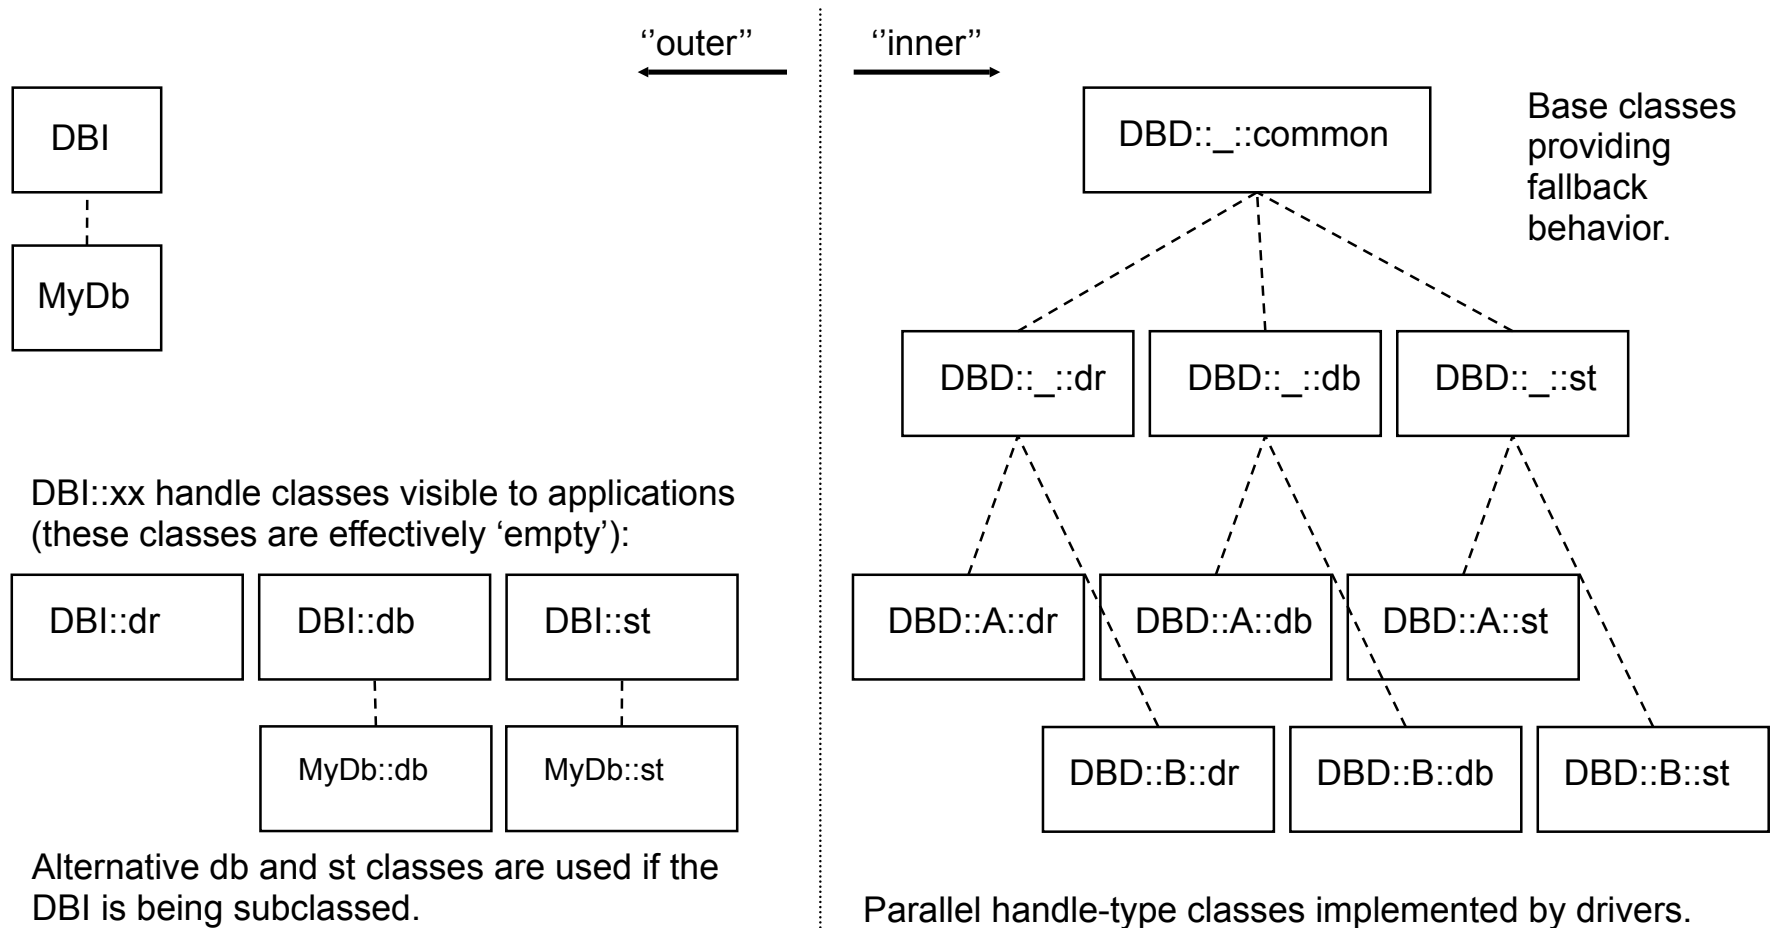 ‘’outer’’
‘’inner’’
DBI
MyDb
DBD::_::common
Base classes
providing
fallback
behavior.
DBD::_::dr
DBD::_::db
DBD::_::st
DBI::xx handle classes visible to applications
(these classes are effectively ‘empty’):
DBI::dr
DBI::db
DBI::st
DBD::A::dr
DBD::A::db
DBD::A::st
MyDb::db
MyDb::st
DBD::B::dr
DBD::B::db
DBD::B::st
Alternative db and st classes are used if the
DBI is being subclassed.
Parallel handle-type classes implemented by drivers.